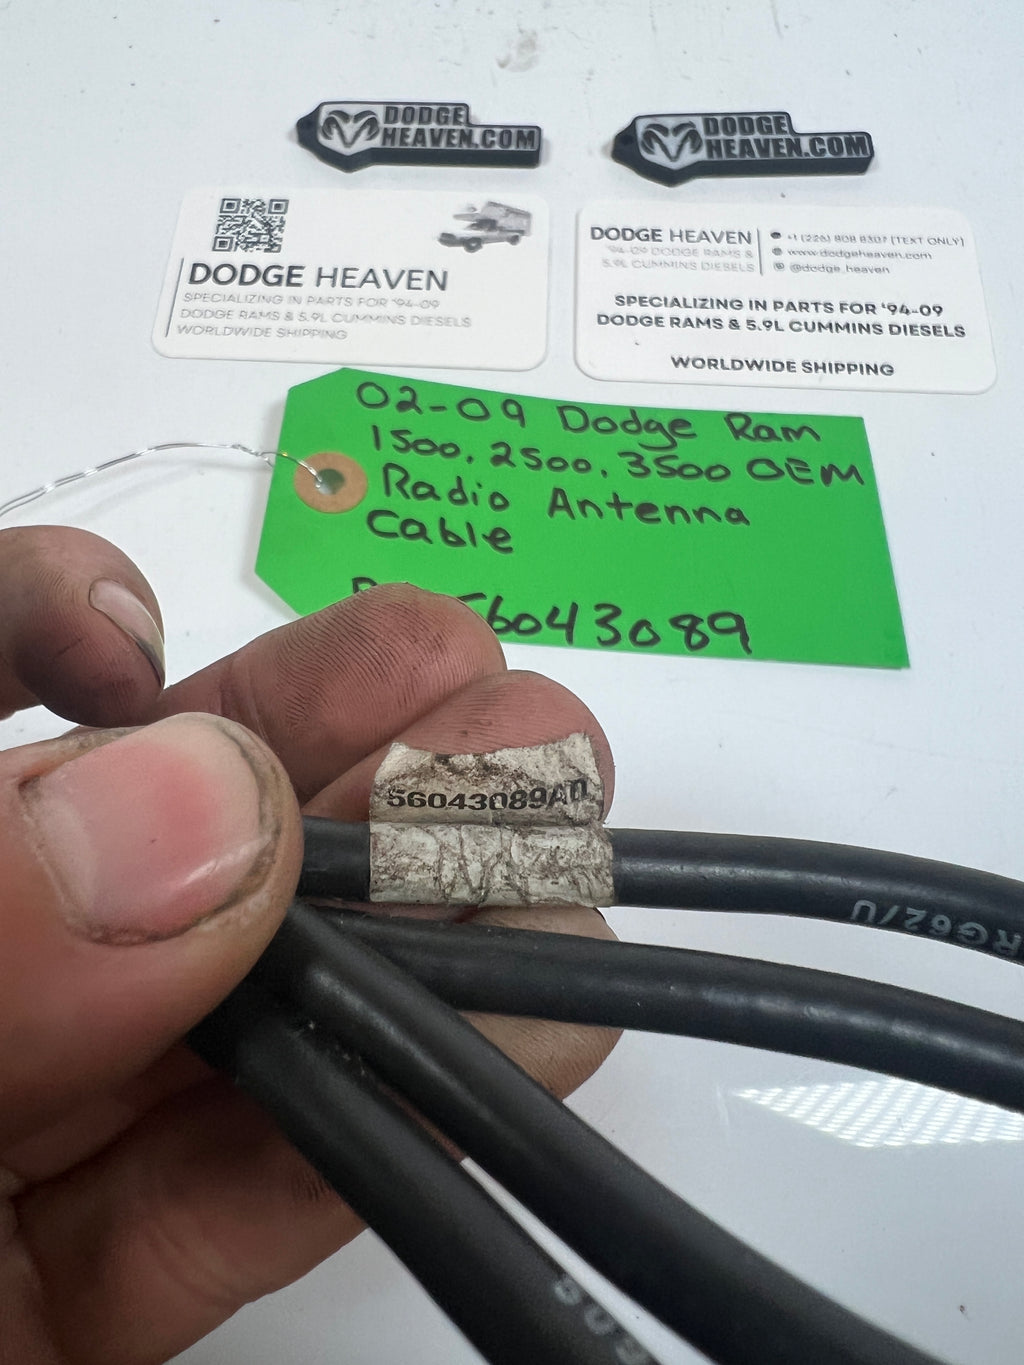 DODGE
HEAVEN.COM
DODGE
HEAVEN.COM
DODGE HEAVEN
SPECIALIZING IN PARTS FOR '94-09
DODGE RAMS & 5.9L CUMMINS DIESELS
WORLDWIDE SHIPPING
DODGE HEAVEN
'94-09 DODGE RAMS &
5.9L CUMMINS DIESELS
(TEXT ONLY)
www.dodgeheaven.com
@dodge_heaven
SPECIALIZING IN PARTS FOR '94-09
DODGE RAMS & 5.9L CUMMINS DIESELS
WORLDWIDE SHIPPING
02-09 Dodge Ram
1500, 2500, 3500 OEM
Radio Antenna
Cable
56043089
56043089AD
RG62/U